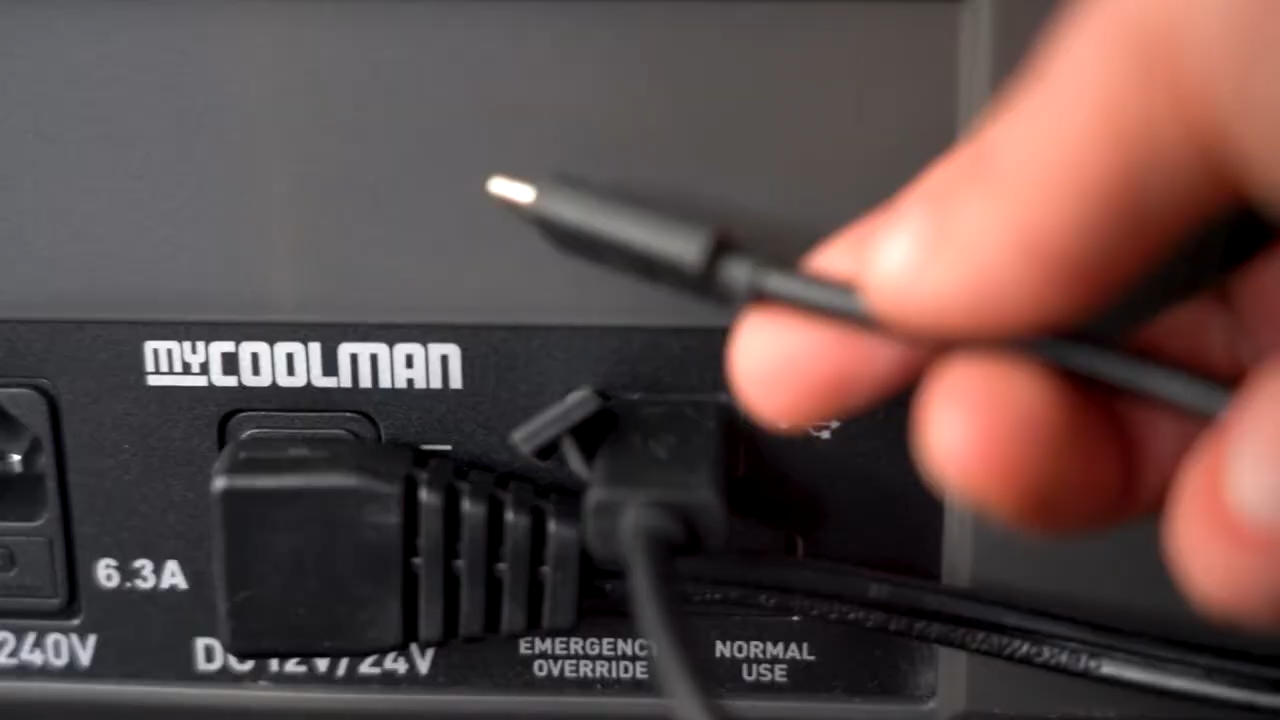 myCOOLMAN
6.3A
240V
DC 12V/24V
EMERGENCY
OVERRIDE
NORMAL
USE